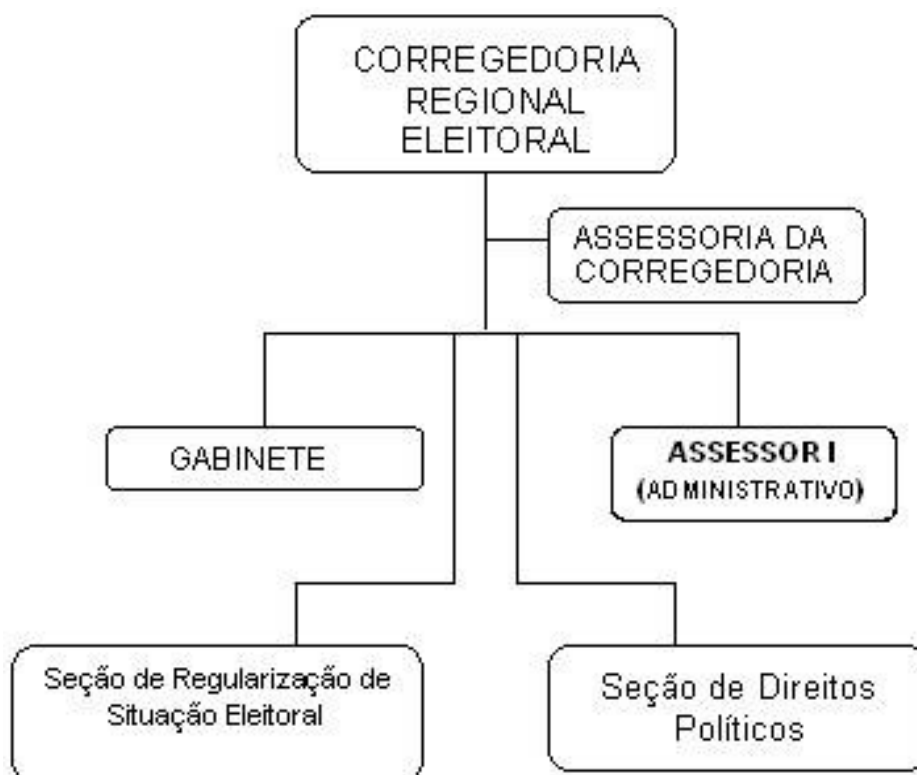 CORREGEDORIA
REGIONAL
ELEITORAL
ASSESSORIA DA
CORREGEDORIA
GABINETE
ASSESSOR I
(ADMINISTRATIVO)
Seção de Regularização de
Situação Eleitoral
Seção de Direitos
Políticos